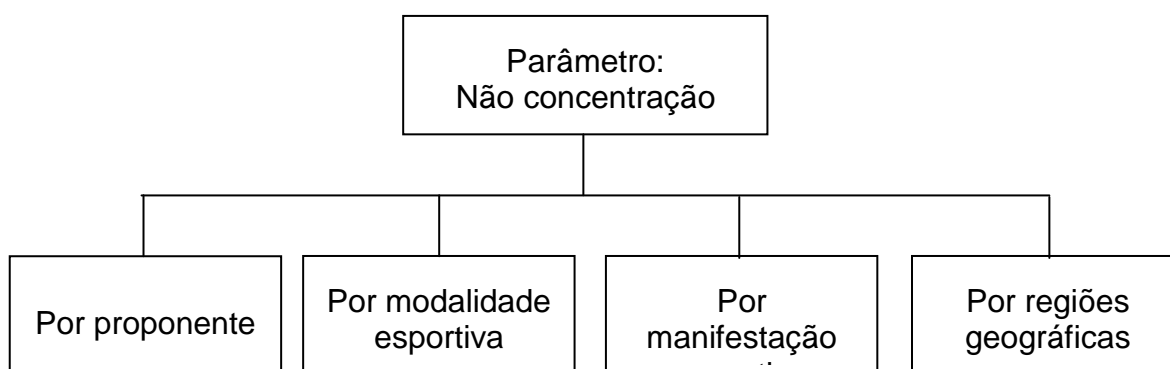 Parâmetro:
Não concentração
Por proponente
Por modalidade
esportiva
Por
manifestação
Por regiões
geográficas